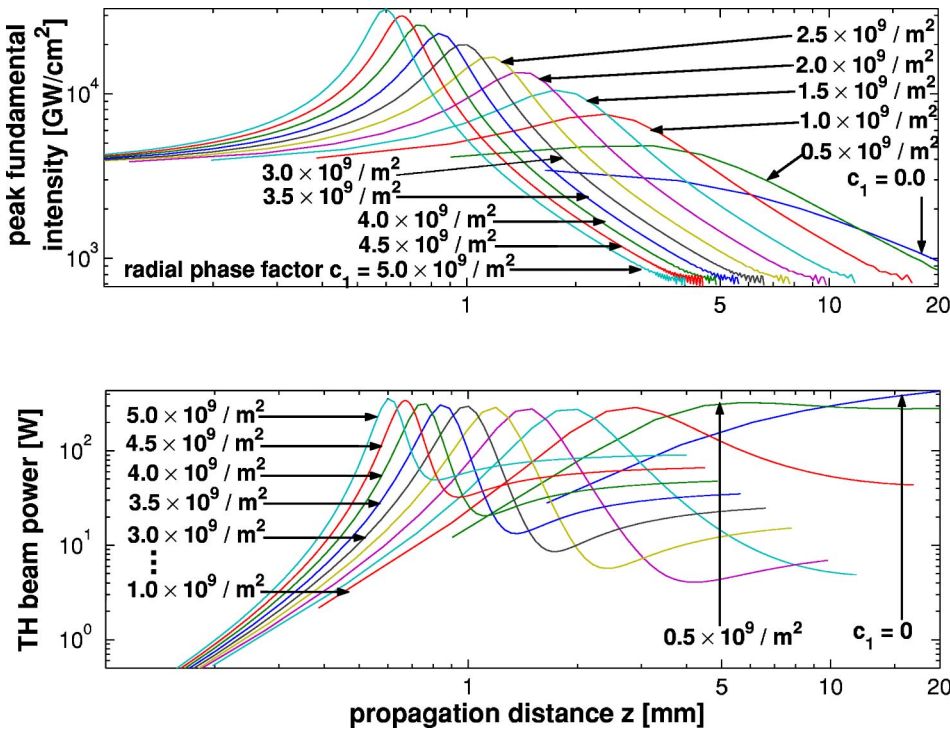 peak fundamental
intensity [GW/cm²]
10⁴
10³
2.5 × 10⁹ / m²
2.0 × 10⁹ / m²
1.5 × 10⁹ / m²
1.0 × 10⁹ / m²
0.5 × 10⁹ / m²
c₁ = 0.0
3.0 × 10⁹ / m²
3.5 × 10⁹ / m²
4.0 × 10⁹ / m²
4.5 × 10⁹ / m²
radial phase factor c₁ = 5.0 × 10⁹ / m²
1 5 10 20
TH beam power [W]
10²
10¹
10⁰
5.0 × 10⁹ / m²
4.5 × 10⁹ / m²
4.0 × 10⁹ / m²
3.5 × 10⁹ / m²
3.0 × 10⁹ / m²
⋮
1.0 × 10⁹ / m²
0.5 × 10⁹ / m²
c₁ = 0
1 5 10 20
propagation distance z [mm]